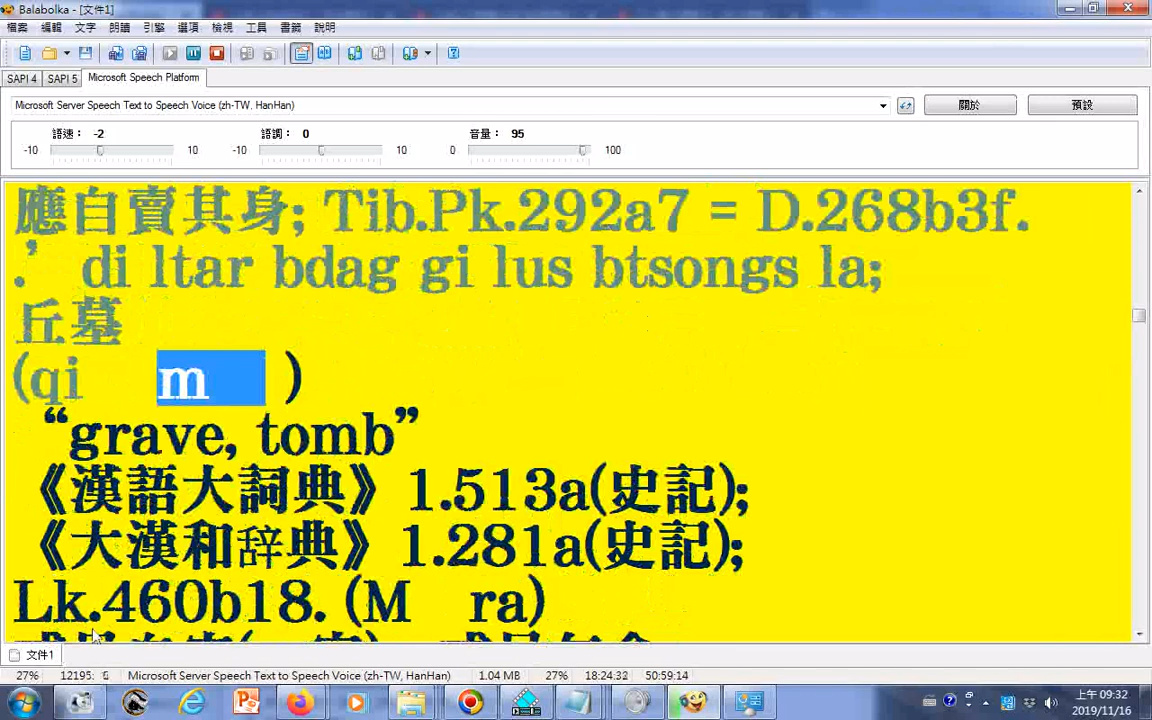 Balabolka - [文件1]
檔案 編輯 文字 朗讀 引擎 選項 檢視 工具 書籤 說明
SAPI 4 SAPI 5 Microsoft Speech Platform
Microsoft Server Speech Text to Speech Voice (zh-TW, HanHan) 關於 預設
語速： -2 語調： 0 音量： 95
-10 10 -10 10 0 100
應自賣其身; Tib.Pk.292a7 = D.268b3f.
.’ di ltar bdag gi lus btsongs la;
丘墓
(qi m )
“grave, tomb”
《漢語大詞典》 1.513a(史記);
《大漢和辞典》 1.281a(史記);
Lk.460b18. (M ra)
文件1
27% Microsoft Server Speech Text to Speech Voice (zh-TW, HanHan) 1.04 MB 27% 18:24:32 50:59:14
上午 09:32
2019/11/16